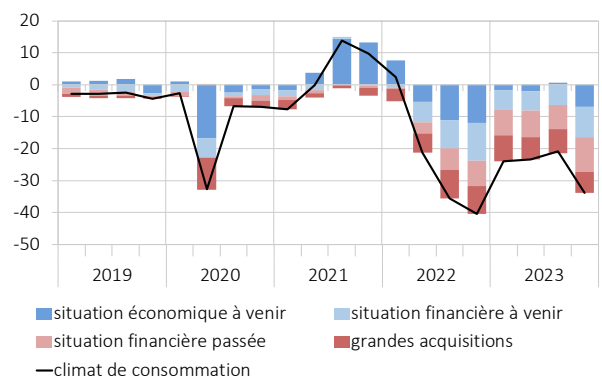 20
10
0
-10
-20
-30
-40
-50
2019 2020 2021 2022 2023
situation économique à venir situation financière à venir
situation financière passée grandes acquisitions
climat de consommation